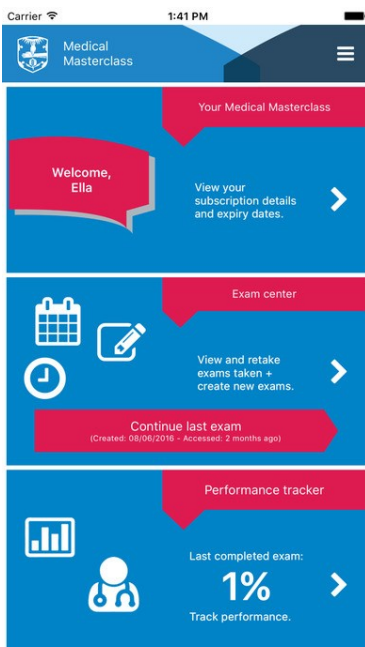 Carrier
1:41 PM
Medical
Masterclass
Your Medical Masterclass
Welcome,
Ella
View your
subscription details
and expiry dates.
Exam center
View and retake
exams taken +
create new exams.
Continue last exam
(Created: 08/06/2016 - Accessed: 2 months ago)
Performance tracker
Last completed exam:
1%
Track performance.